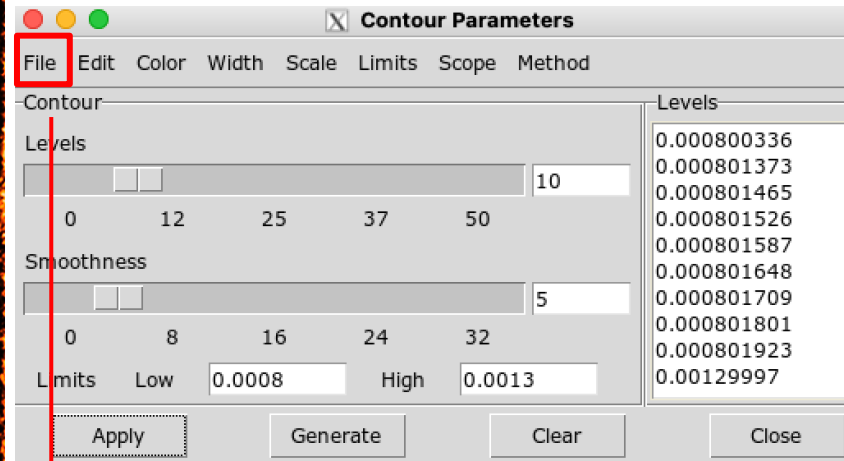 X Contour Parameters
File Edit Color Width Scale Limits Scope Method
Contour
Levels
10
0 12 25 37 50
Smoothness
5
0 8 16 24 32
Limits Low 0.0008 High 0.0013
Levels
0.000800336
0.000801373
0.000801465
0.000801526
0.000801587
0.000801648
0.000801709
0.000801801
0.000801923
0.00129997
Apply Generate Clear Close